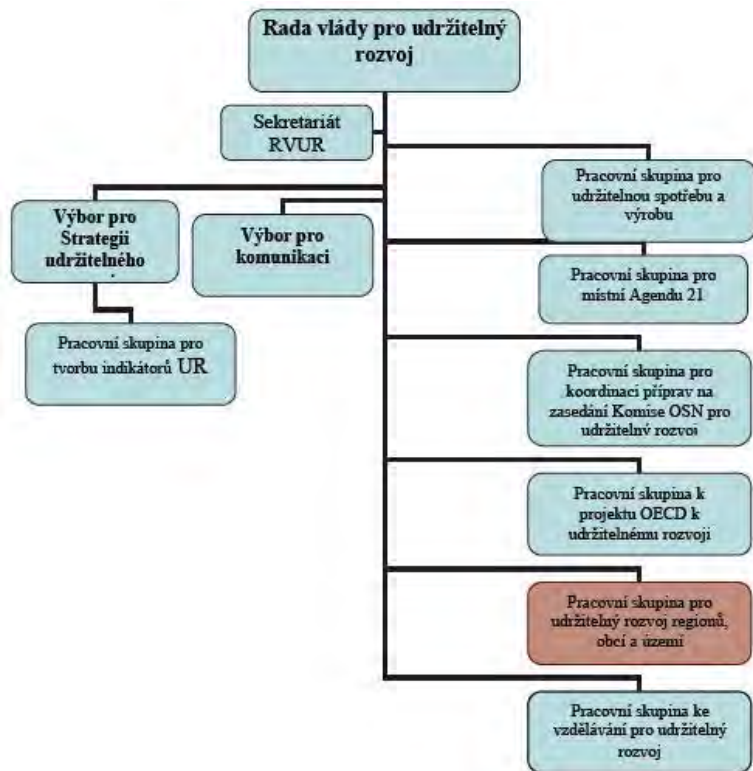 Rada vlády pro udržitelný
rozvoj
Sekretariát
RVUR
Výbor pro
Strategii
udržitelného
Výbor pro
komunikaci
Pracovní skupina pro
tvorbu indikátorů UR
Pracovní skupina pro
udržitelnou spotřebu a
výrobu
Pracovní skupina pro
místní Agendu 21
Pracovní skupina pro
koordinaci příprav na
zasedání Komise OSN pro
udržitelný rozvoj
Pracovní skupina k
projektu OECD k
udržitelnému rozvoji
Pracovní skupina pro
udržitelný rozvoj regionů,
obcí a území
Pracovní skupina ke
vzdělávání pro udržitelný
rozvoj